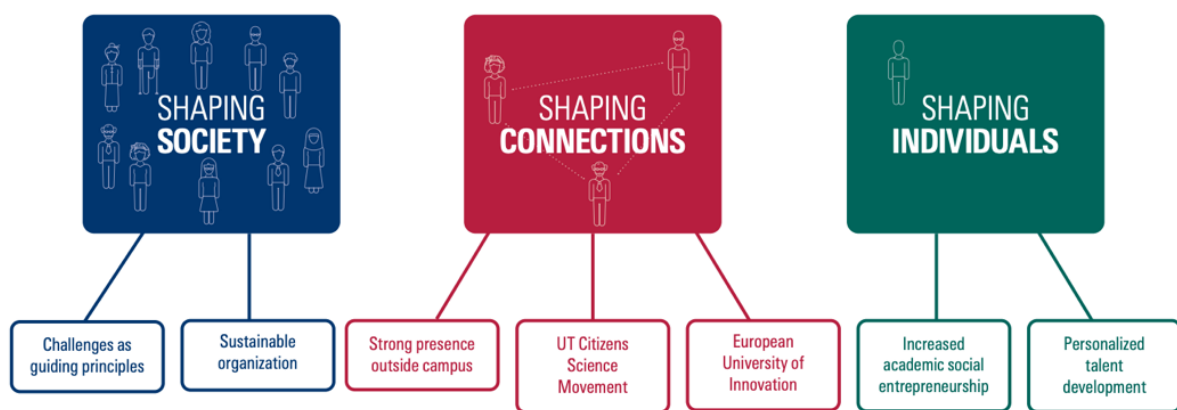 SHAPING
SOCIETY
SHAPING
CONNECTIONS
SHAPING
INDIVIDUALS
Challenges as
guiding principles
Sustainable
organization
Strong presence
outside campus
UT Citizens
Science
Movement
European
University of
Innovation
Increased
academic social
entrepreneurship
Personalized
talent
development